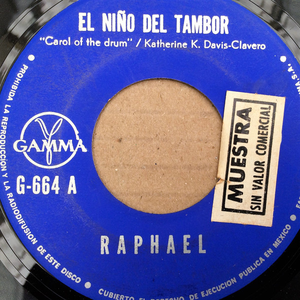 EL NIÑO DEL TAMBOR
"Carol of the drum" / Katherine K. Davis-Clavero
GAMMA
G-664 A
MUESTRA
SIN VALOR COMERCIAL
RAPHAEL
PROHIBIDA LA REPRODUCCION Y LA RADIODIFUSION DE ESTE DISCO
CUBIERTO EL DERECHO DE EJECUCION PUBLICA EN MEXICO